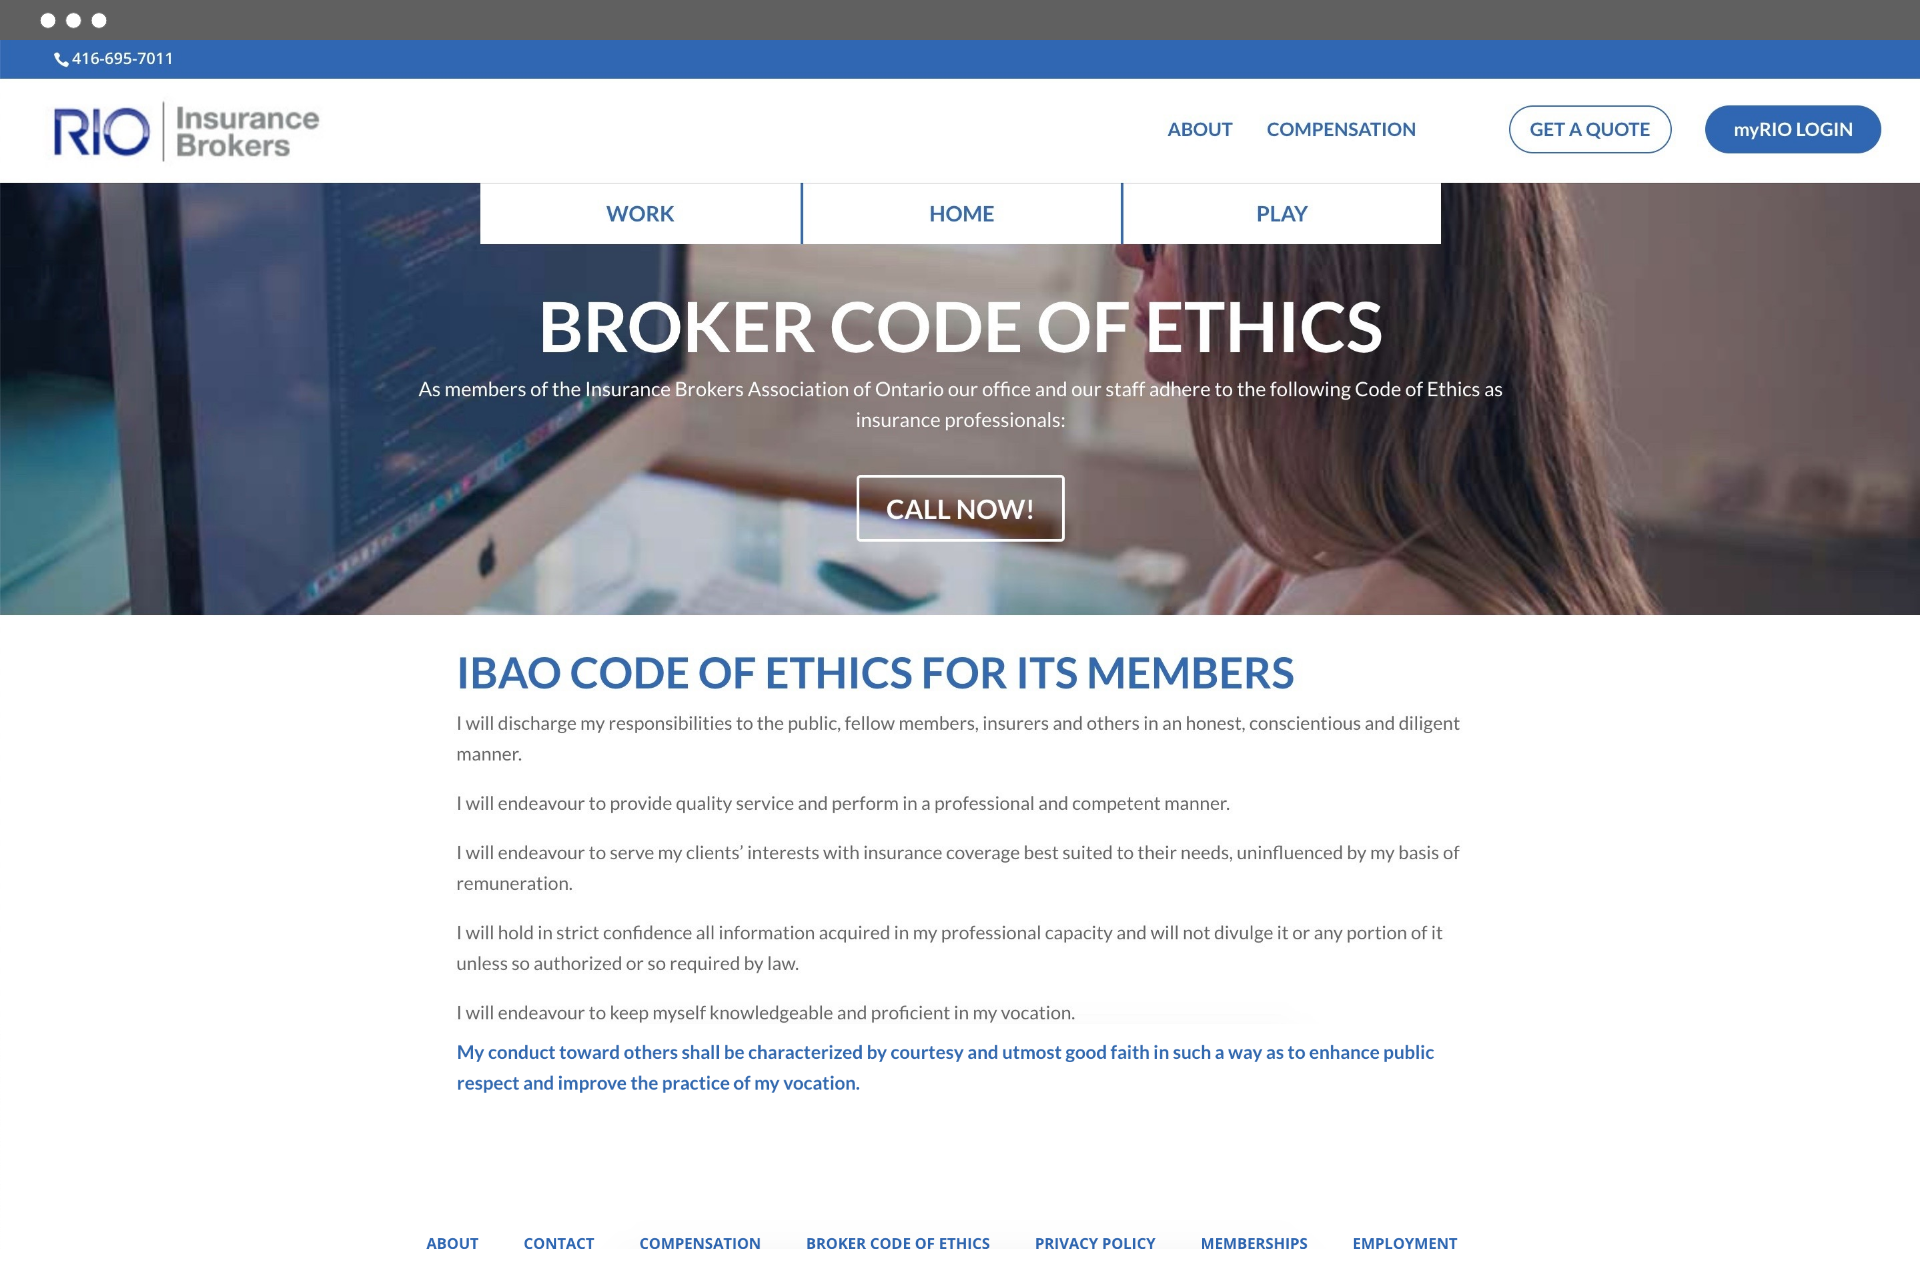 416-695-7011
RIO Insurance Brokers
ABOUT COMPENSATION GET A QUOTE myRIO LOGIN
WORK HOME PLAY
BROKER CODE OF ETHICS
As members of the Insurance Brokers Association of Ontario our office and our staff adhere to the following Code of Ethics as
insurance professionals:
CALL NOW!
IBAO CODE OF ETHICS FOR ITS MEMBERS
I will discharge my responsibilities to the public, fellow members, insurers and others in an honest, conscientious and diligent
manner.
I will endeavour to provide quality service and perform in a professional and competent manner.
I will endeavour to serve my clients’ interests with insurance coverage best suited to their needs, uninfluenced by my basis of
remuneration.
I will hold in strict confidence all information acquired in my professional capacity and will not divulge it or any portion of it
unless so authorized or so required by law.
I will endeavour to keep myself knowledgeable and proficient in my vocation.
My conduct toward others shall be characterized by courtesy and utmost good faith in such a way as to enhance public
respect and improve the practice of my vocation.
ABOUT CONTACT COMPENSATION BROKER CODE OF ETHICS PRIVACY POLICY MEMBERSHIPS EMPLOYMENT